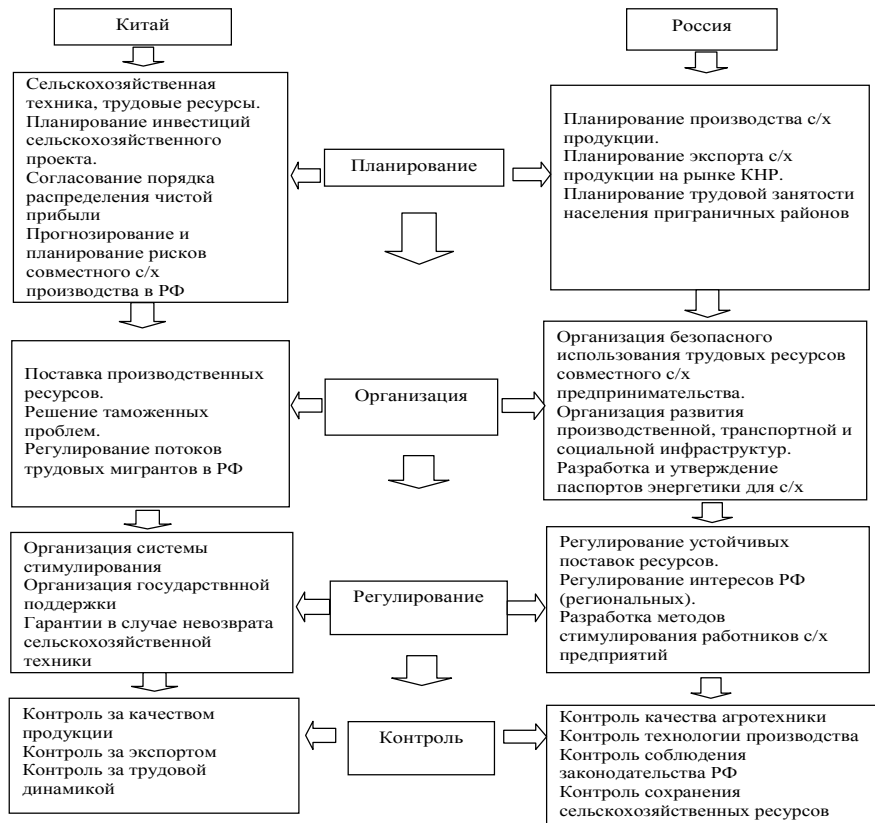 Китай
Россия
Сельскохозяйственная
техника, трудовые ресурсы.
Планирование инвестиций
сельскохозяйственного
проекта.
Согласование порядка
распределения чистой
прибыли
Прогнозирование и
планирование рисков
совместного с/х
производства в РФ
Планирование
Планирование производства с/х
продукции.
Планирование экспорта с/х
продукции на рынке КНР.
Планирование трудовой занятости
населения приграничных районов
Поставка производственных
ресурсов.
Решение таможенных
проблем.
Регулирование потоков
трудовых мигрантов в РФ
Организация
Организация безопасного
использования трудовых ресурсов
совместного с/х
предпринимательства.
Организация развития
производственной, транспортной и
социальной инфраструктур.
Разработка и утверждение
паспортов энергетики для с/х
Организация системы
стимулирования
Организация государствнной
поддержки
Гарантии в случае невозврата
сельскохозяйственной
техники
Регулирование
Регулирование устойчивых
поставок ресурсов.
Регулирование интересов РФ
(региональных).
Разработка методов
стимулирования работников с/х
предприятий
Контроль за качеством
продукции
Контроль за экспортом
Контроль за трудовой
динамикой
Контроль
Контроль качества агротехники
Контроль технологии производства
Контроль соблюдения
законодательства РФ
Контроль сохранения
сельскохозяйственных ресурсов